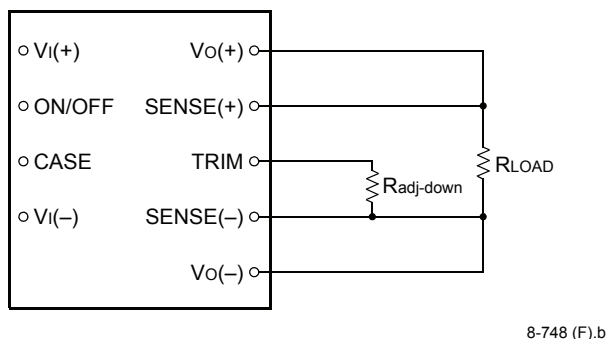 VI(+) VO(+)
ON/OFF SENSE(+)
CASE TRIM
RLOAD
Radj-down
VI(–) SENSE(–)
VO(–)
8-748 (F).b